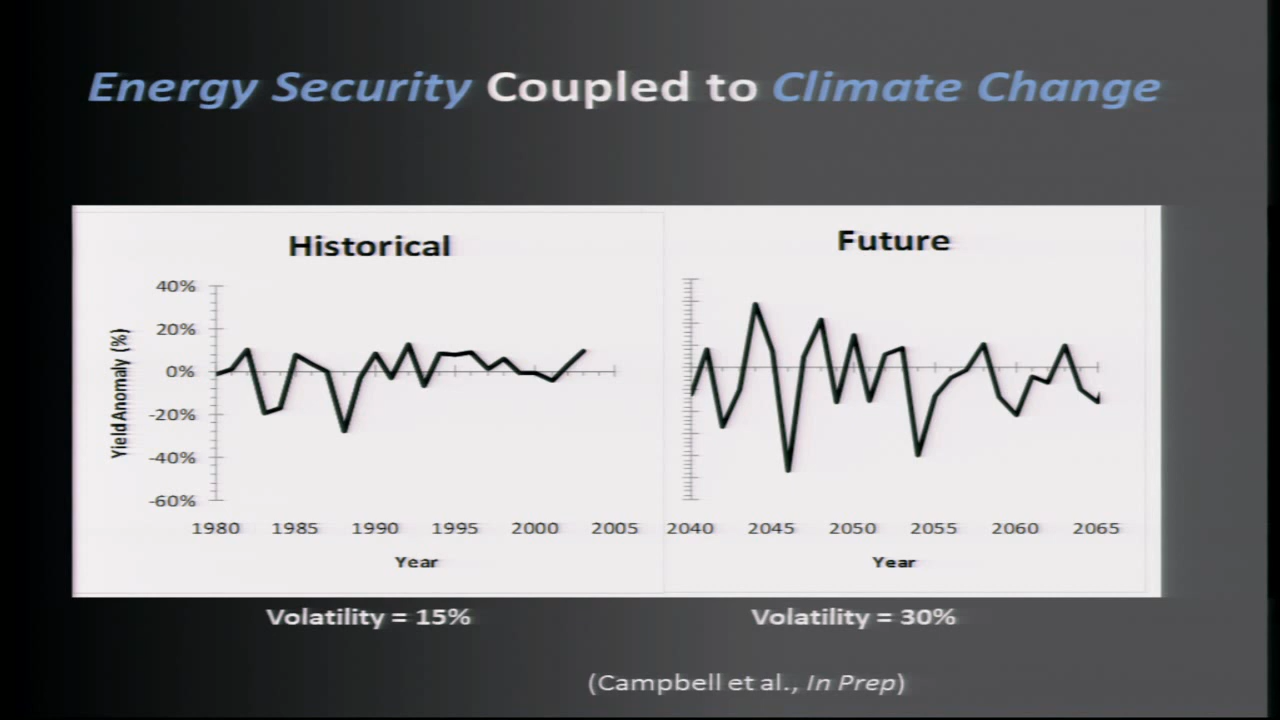 Energy Security Coupled to Climate Change
Historical
Future
Yield Anomaly (%)
40%
20%
0%
-20%
-40%
-60%
1980 1985 1990 1995 2000 2005
2040 2045 2050 2055 2060 2065
Year
Year
Volatility = 15%
Volatility = 30%
(Campbell et al., In Prep)